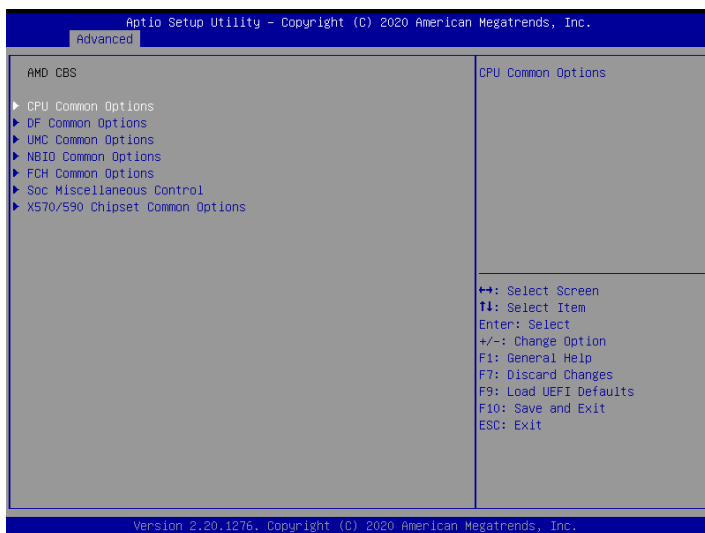 Aptio Setup Utility – Copyright (C) 2020 American Megatrends, Inc.
Advanced
AMD CBS
CPU Common Options
DF Common Options
UMC Common Options
NBIO Common Options
FCH Common Options
Soc Miscellaneous Control
X570/590 Chipset Common Options
CPU Common Options
↔: Select Screen
↑↓: Select Item
Enter: Select
+/-: Change Option
F1: General Help
F7: Discard Changes
F9: Load UEFI Defaults
F10: Save and Exit
ESC: Exit
Version 2.20.1276. Copyright (C) 2020 American Megatrends, Inc.